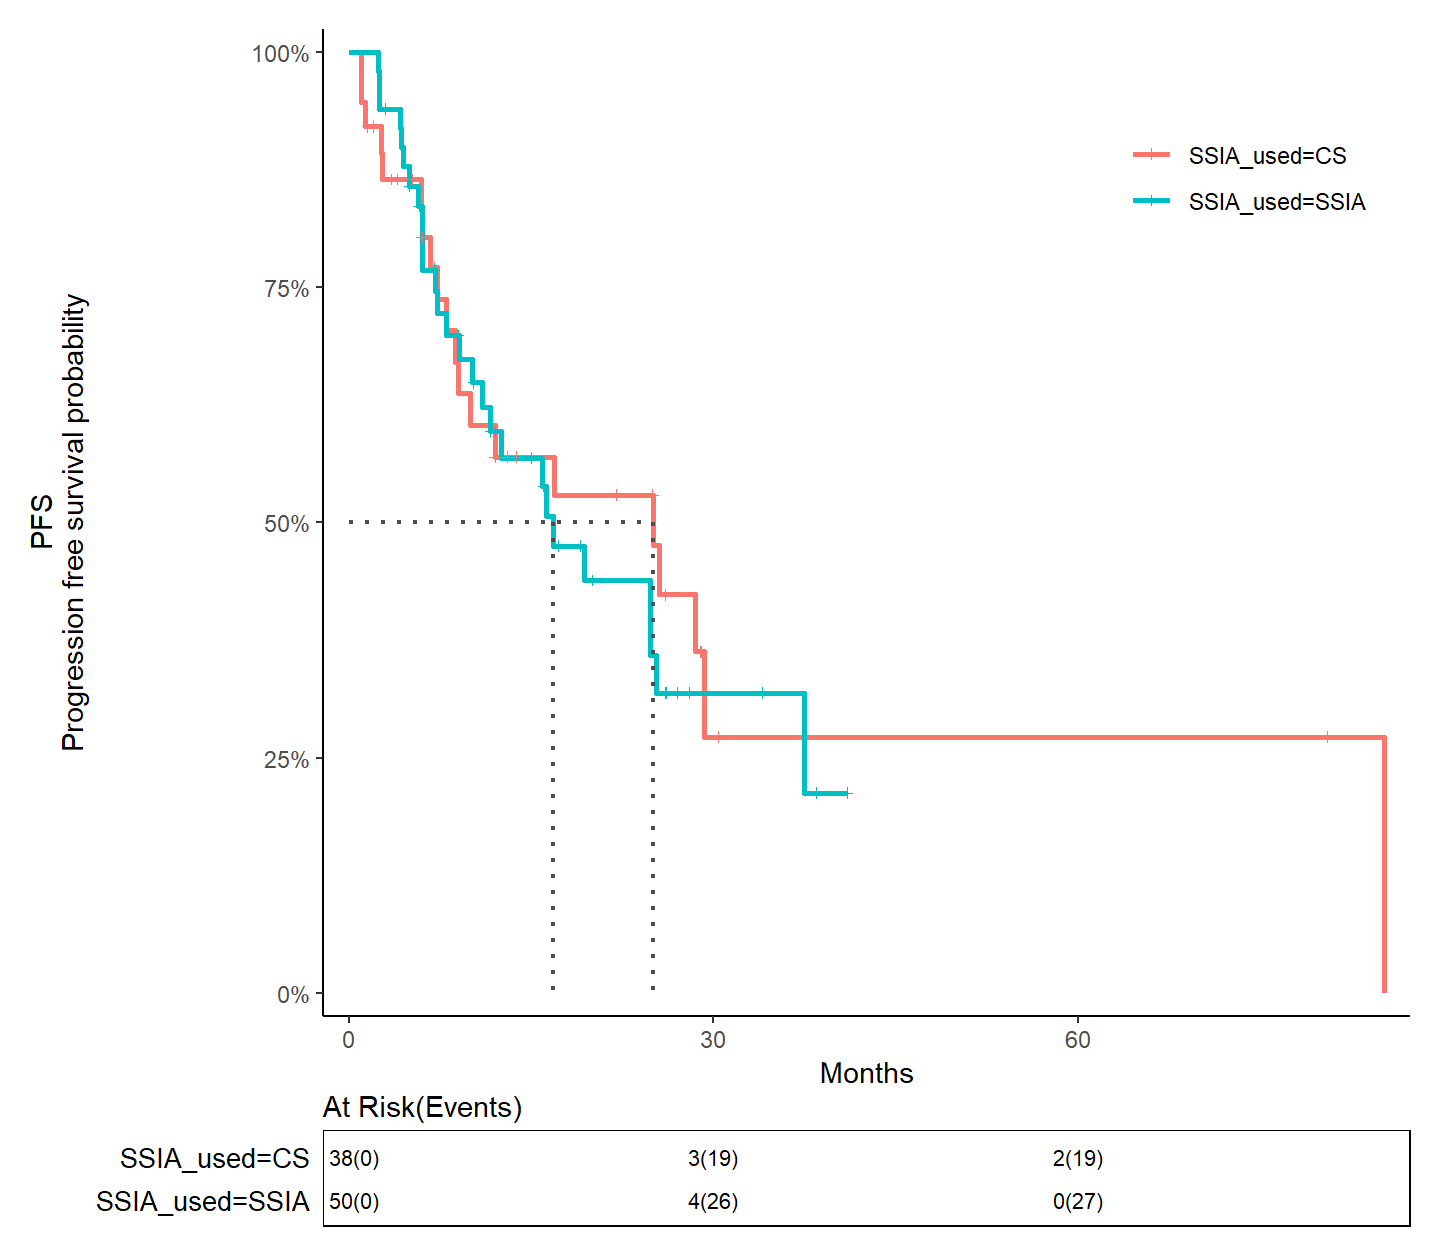 PFS
Progression free survival probability
100%
75%
50%
25%
0%
SSIA_used=CS
SSIA_used=SSIA
0 30 60
Months
At Risk(Events)
SSIA_used=CS 38(0) 3(19) 2(19)
SSIA_used=SSIA 50(0) 4(26) 0(27)